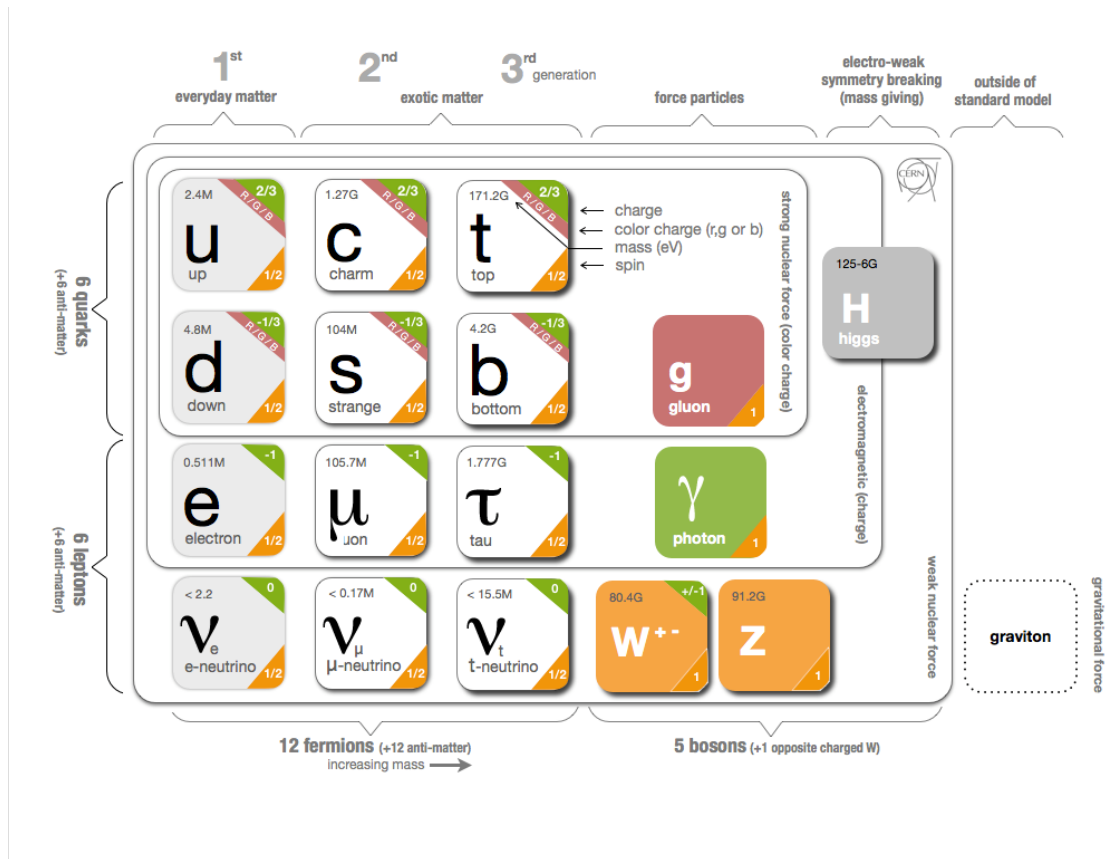 1st
2nd
3rd generation
everyday matter
exotic matter
force particles
electro-weak
symmetry breaking
(mass giving)
outside of
standard model
6 quarks
(+6 anti-matter)
6 leptons
(+6 anti-matter)
2.4M
2/3
R/G/B
u
up
1/2
1.27G
2/3
R/G/B
c
charm
1/2
171.2G
2/3
R/G/B
t
top
1/2
charge
color charge (r,g or b)
mass (eV)
spin
strong nuclear force (color charge)
CERN
125-6G
H
higgs
4.8M
-1/3
R/G/B
d
down
1/2
104M
-1/3
R/G/B
s
strange
1/2
4.2G
-1/3
R/G/B
b
bottom
1/2
g
gluon
1
electromagnetic (charge)
0.511M
-1
e
electron
1/2
105.7M
-1
μ
uon
1/2
1.777G
-1
τ
tau
1/2
γ
photon
1
weak nuclear force
< 2.2
0
νe
e-neutrino
1/2
< 0.17M
0
νμ
μ-neutrino
1/2
< 15.5M
0
νt
t-neutrino
1/2
80.4G
+/-1
W+-
1
91.2G
Z
1
graviton
gravitational force
12 fermions (+12 anti-matter)
increasing mass
5 bosons (+1 opposite charged W)